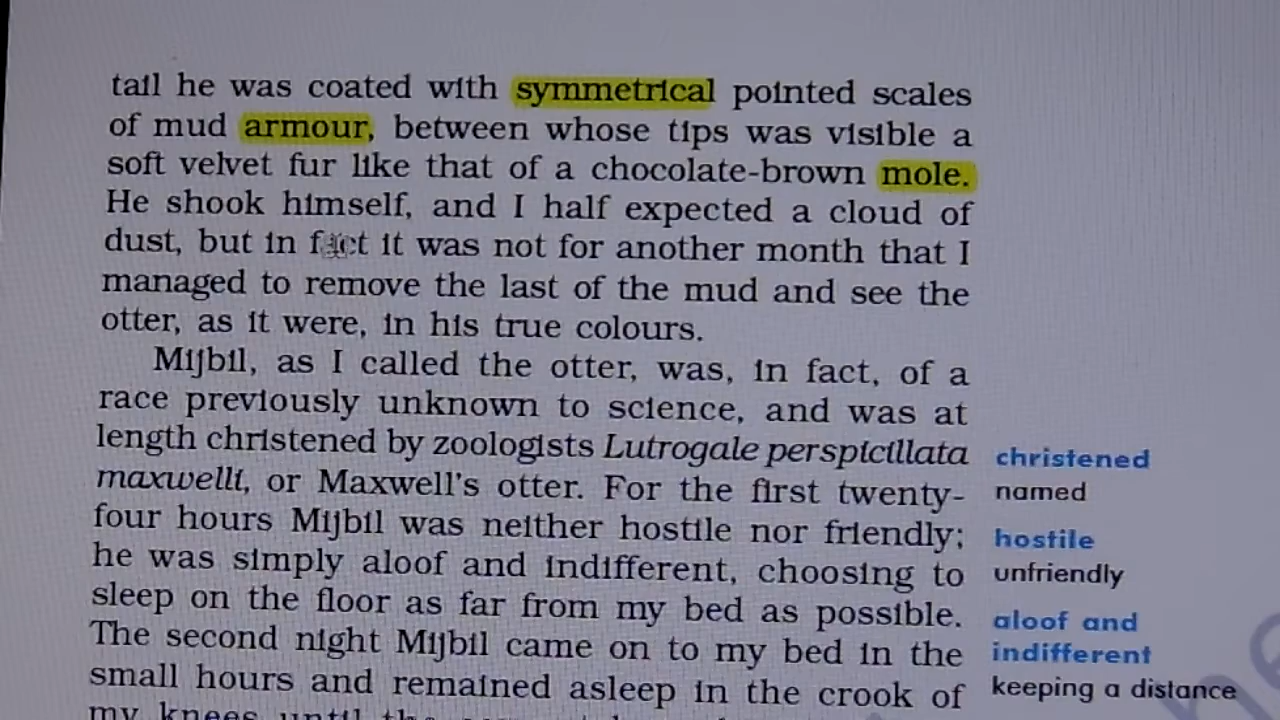 tail he was coated with symmetrical pointed scales
of mud armour, between whose tips was visible a
soft velvet fur like that of a chocolate-brown mole.
He shook himself, and I half expected a cloud of
dust, but in fact it was not for another month that I
managed to remove the last of the mud and see the
otter, as it were, in his true colours.
Mijbil, as I called the otter, was, in fact, of a
race previously unknown to science, and was at
length christened by zoologists Lutrogale perspicillata
maxwelli, or Maxwell's otter. For the first twenty-
four hours Mijbil was neither hostile nor friendly;
he was simply aloof and indifferent, choosing to
sleep on the floor as far from my bed as possible.
The second night Mijbil came on to my bed in the
small hours and remained asleep in the crook of
my knees until the
christened
named
hostile
unfriendly
aloof and
indifferent
keeping a distance